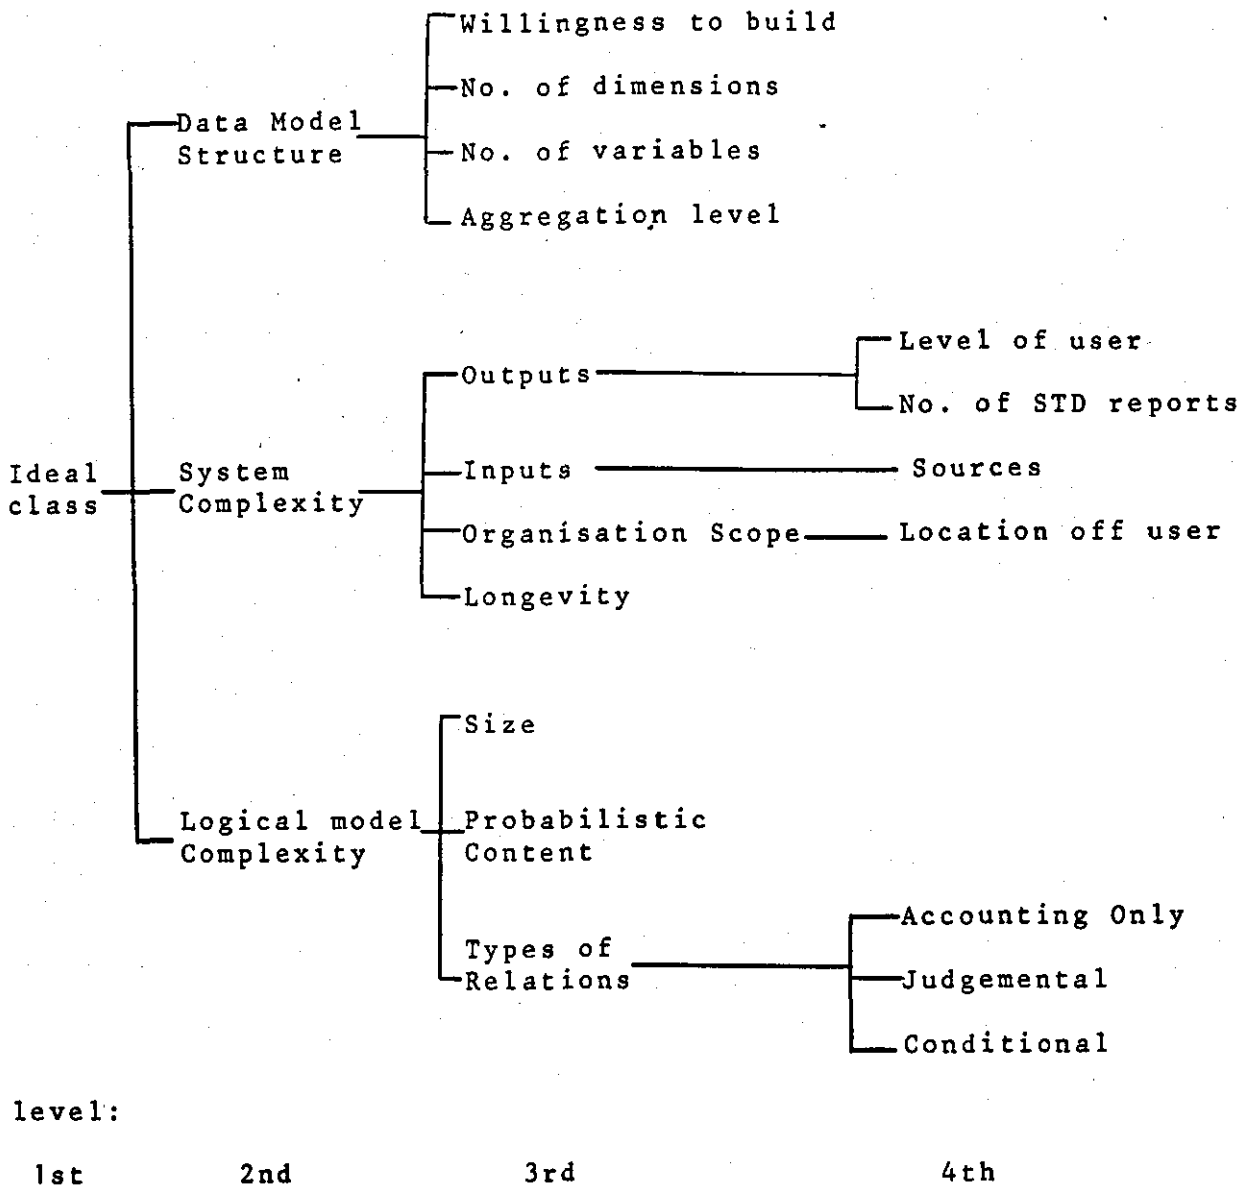 Willingness to build
No. of dimensions
Data Model
Structure
No. of variables
Aggregation level
Level of user
Outputs
No. of STD reports
Ideal
class
System
Complexity
Inputs
Sources
Organisation Scope
Location off user
Longevity
Size
Logical model
Complexity
Probabilistic
Content
Accounting Only
Types of
Relations
Judgemental
Conditional
level:
1st 2nd 3rd 4th